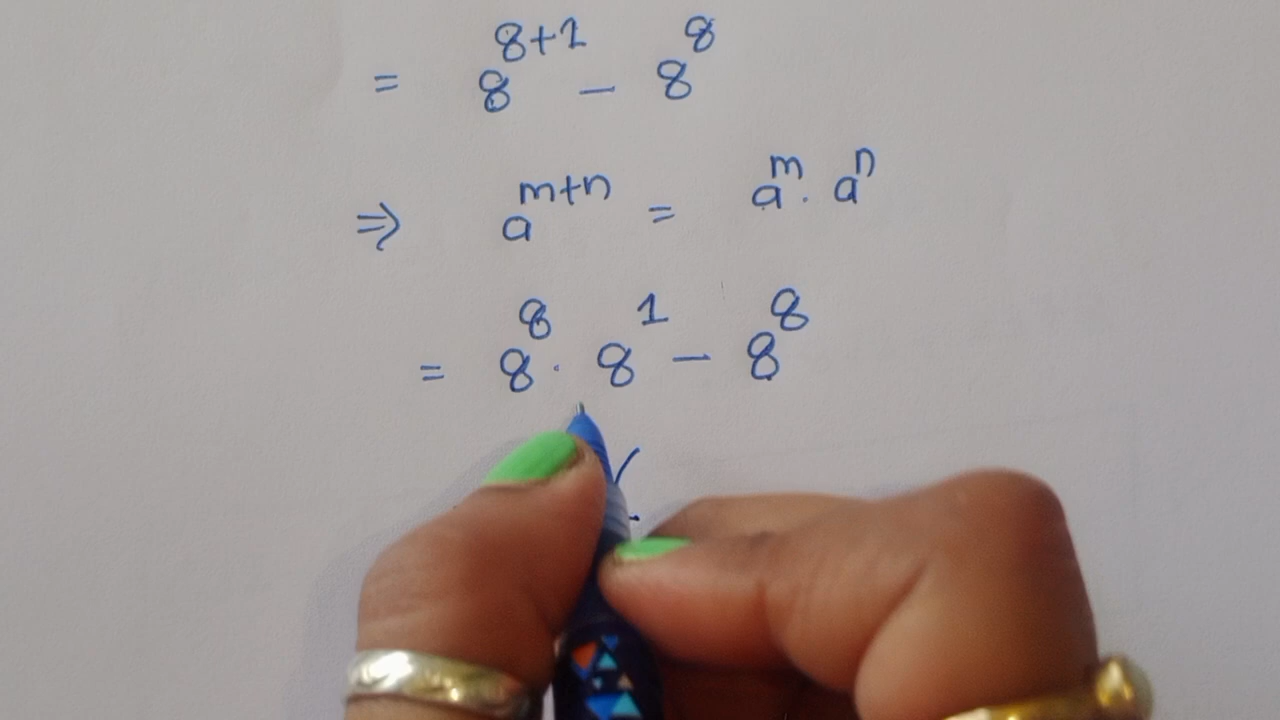 = 8^{8+1} - 8^8
⇒ a^{m+n} = a^m . a^n
= 8^8 . 8^1 - 8^8